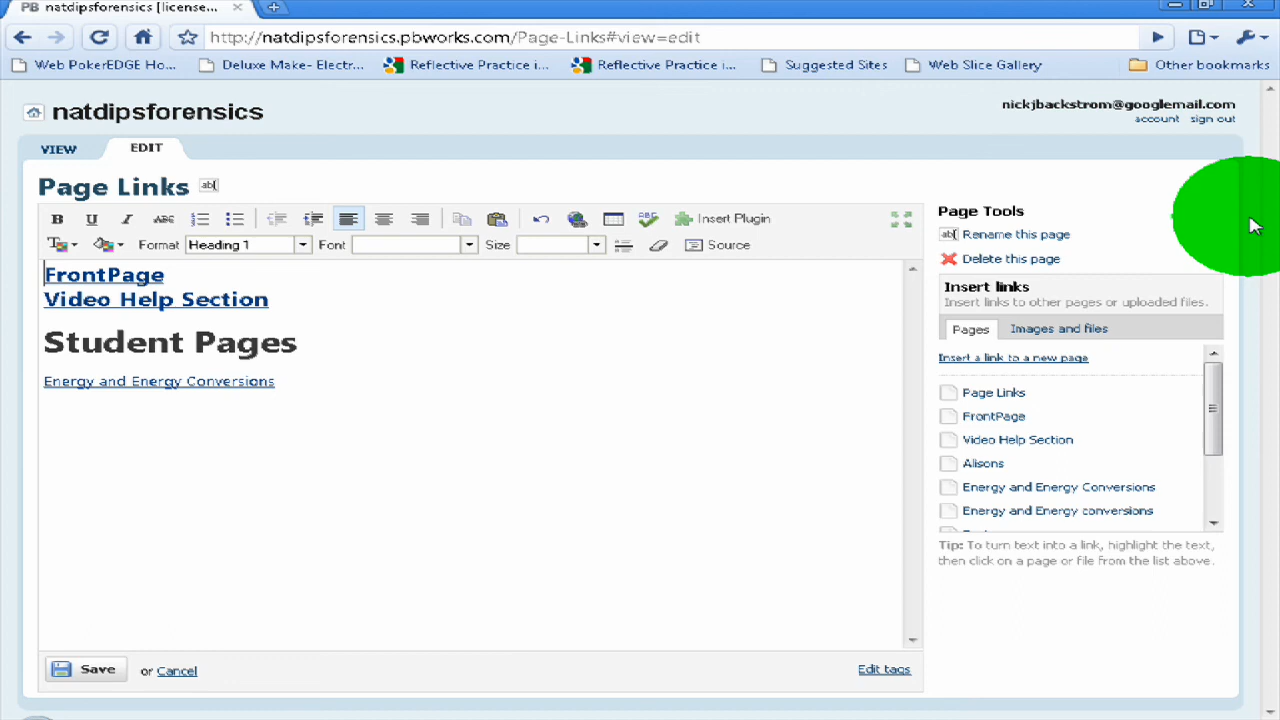 PB natdipsforensics [license...
http://natdipsforensics.pbworks.com/Page-Links#view=edit
Web PokerEDGE Ho... Deluxe Make- Electr... Reflective Practice i... Reflective Practice i... Suggested Sites Web Slice Gallery Other bookmarks
natdipsforensics
nickjbackstrom@googlemail.com
account sign out
VIEW EDIT
Page Links ab[
B U I ABC ABC Insert Plugin
T Format Heading 1 Font Size Source
FrontPage
Video Help Section
Student Pages
Energy and Energy Conversions
Save or Cancel
Edit tags
Page Tools
ab[ Rename this page
Delete this page
Insert links
Insert links to other pages or uploaded files.
Pages Images and files
Insert a link to a new page
Page Links
FrontPage
Video Help Section
Alisons
Energy and Energy Conversions
Energy and Energy conversions
Tip: To turn text into a link, highlight the text,
then click on a page or file from the list above.